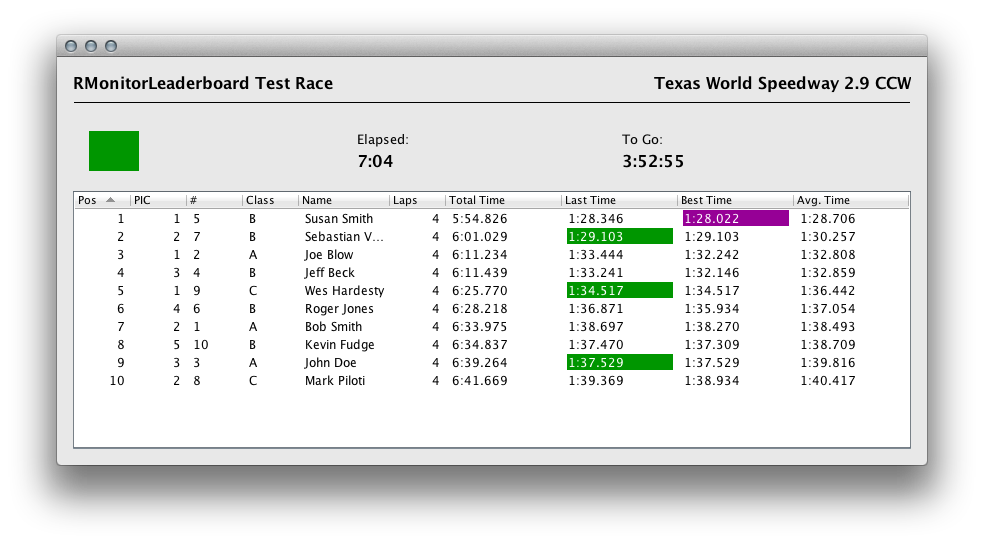 RMonitorLeaderboard Test Race Texas World Speedway 2.9 CCW
Elapsed: To Go:
7:04 3:52:55
Pos PIC # Class Name Laps Total Time Last Time Best Time Avg. Time
1 1 5 B Susan Smith 4 5:54.826 1:28.346 1:28.022 1:28.706
2 2 7 B Sebastian V... 4 6:01.029 1:29.103 1:29.103 1:30.257
3 1 2 A Joe Blow 4 6:11.234 1:33.444 1:32.242 1:32.808
4 3 4 B Jeff Beck 4 6:11.439 1:33.241 1:32.146 1:32.859
5 1 9 C Wes Hardesty 4 6:25.770 1:34.517 1:34.517 1:36.442
6 4 6 B Roger Jones 4 6:28.218 1:36.871 1:35.934 1:37.054
7 2 1 A Bob Smith 4 6:33.975 1:38.697 1:38.270 1:38.493
8 5 10 B Kevin Fudge 4 6:34.837 1:37.470 1:37.309 1:38.709
9 3 3 A John Doe 4 6:39.264 1:37.529 1:37.529 1:39.816
10 2 8 C Mark Piloti 4 6:41.669 1:39.369 1:38.934 1:40.417